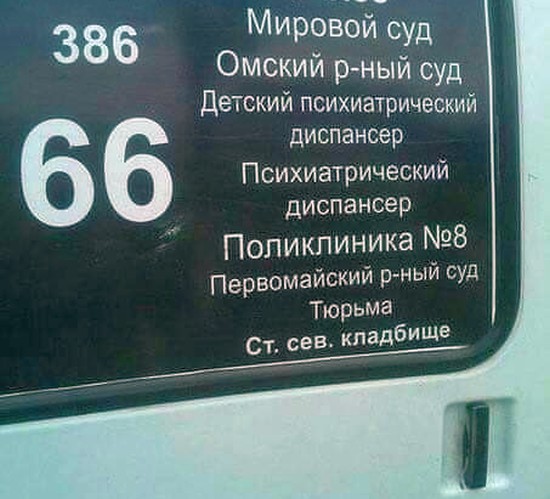 386
66
Мировой суд
Омский р-ный суд
Детский психиатрический
диспансер
Психиатрический
диспансер
Поликлиника №8
Первомайский р-ный суд
Тюрьма
Ст. сев. кладбище